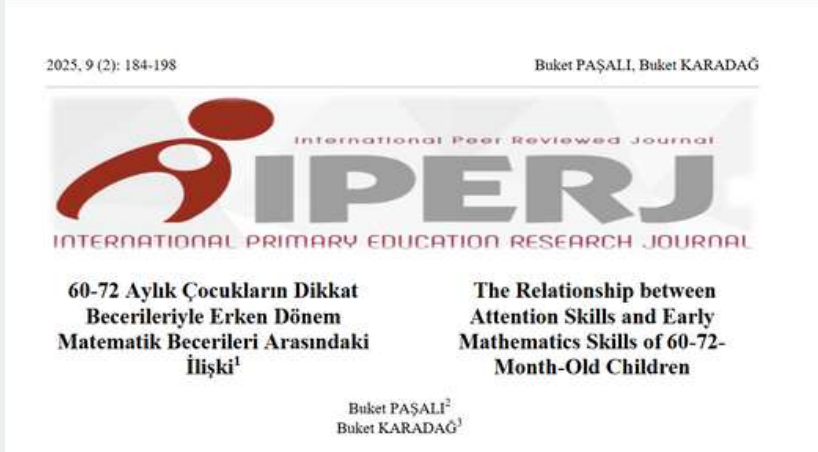 2025, 9 (2): 184-198
Buket PAŞALI, Buket KARADAĞ
International Peer Reviewed Journal
IPERJ
INTERNATIONAL PRIMARY EDUCATION RESEARCH JOURNAL
60-72 Aylık Çocukların Dikkat
Becerileriyle Erken Dönem
Matematik Becerileri Arasındaki
İlişki¹
The Relationship between
Attention Skills and Early
Mathematics Skills of 60-72-
Month-Old Children
Buket PAŞALI²
Buket KARADAĞ³